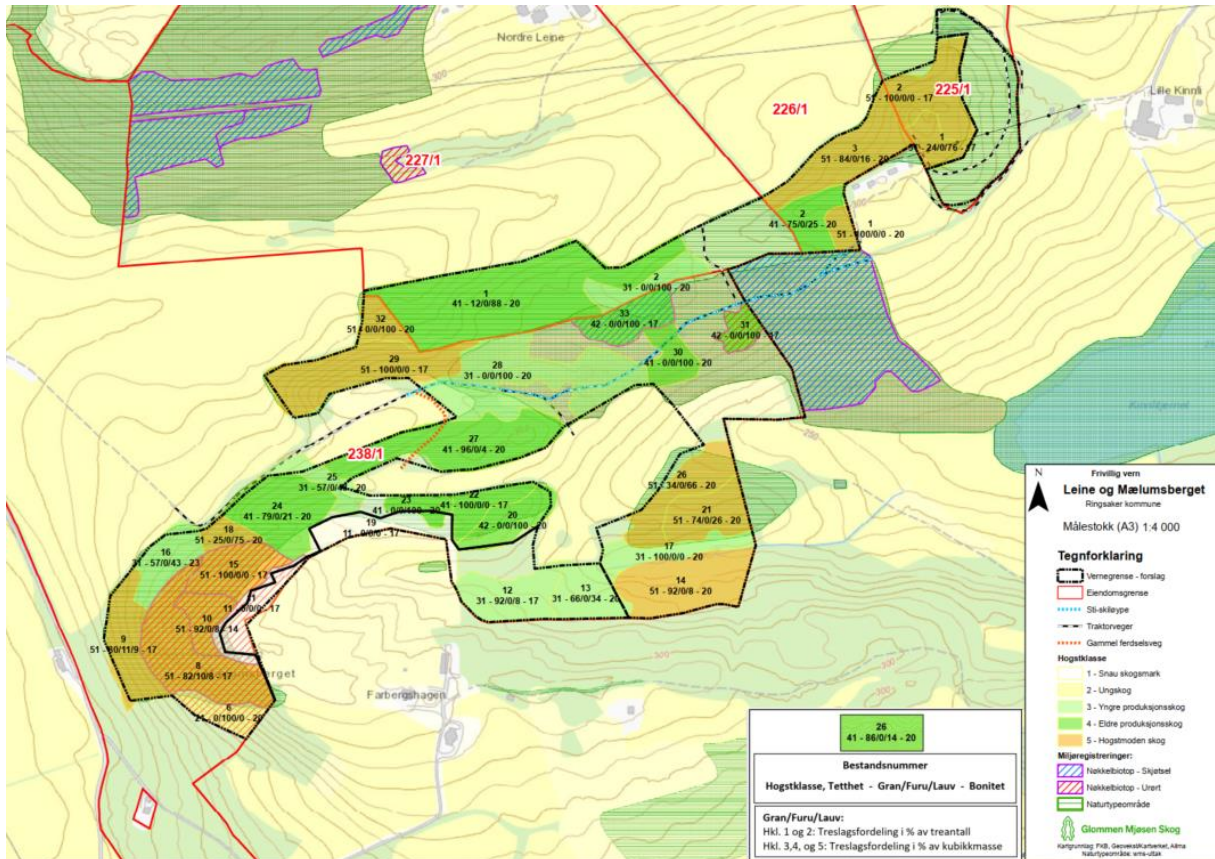 Nordre Leine
Lille Kinnli
226/1
225/1
227/1
300
2
51 - 100/0/0 - 17
1
24/0/76 - 17
3
51 - 84/0/16 - 20
2
41 - 75/0/25 - 20
1
51 - 100/0/0 - 20
1
41 - 12/0/88 - 20
2
31 - 0/0/100 - 20
32
51 - 0/0/100 - 20
33
42 - 0/0/100 - 17
31
42 - 0/0/100 - 17
29
51 - 100/0/0 - 17
28
31 - 0/0/100 - 20
30
41 - 0/0/100 - 20
238/1
27
41 - 96/0/4 - 20
250
25
26
51 - 34/0/66 - 20
24
41 - 79/0/21 - 20
23
22
41 - 100/0/0 - 17
20
42 - 0/0/100 - 20
19
11 - 0/0/0 - 17
21
51 - 74/0/26 - 20
18
51 - 25/0/75 - 20
16
31 - 57/0/43 - 23
15
51 - 100/0/0 - 17
17
31 - 100/0/0 - 20
14
51 - 92/0/8 - 20
12
31 - 92/0/8 - 17
13
31 - 66/0/34 - 20
10
9
8
51 - 82/10/8 - 17
6
Farbergshagen
300
300
N
Frivillig vern
Leine og Mælumsberget
Ringsaker kommune
Målestokk (A3) 1:4 000
Tegnforklaring
Vernegrense - forslag
Eiendomsgrense
Sti-skiløype
Traktorveger
Gammel ferdselsveg
Hogstklasse
1 - Snau skogsmark
2 - Ungskog
3 - Yngre produksjonsskog
4 - Eldre produksjonsskog
5 - Hogstmoden skog
Miljøregistreringer:
Nøkkelbiotop - Skjøtsel
Nøkkelbiotop - Urørt
Naturtypeområde
Glommen Mjøsen Skog
26
41 - 86/0/14 - 20
Bestandsnummer
Hogstklasse, Tetthet - Gran/Furu/Lauv - Bonitet
Gran/Furu/Lauv:
Hkl. 1 og 2: Treslagsfordeling i % av treantall
Hkl. 3,4, og 5: Treslagsfordeling i % av kubikkmasse